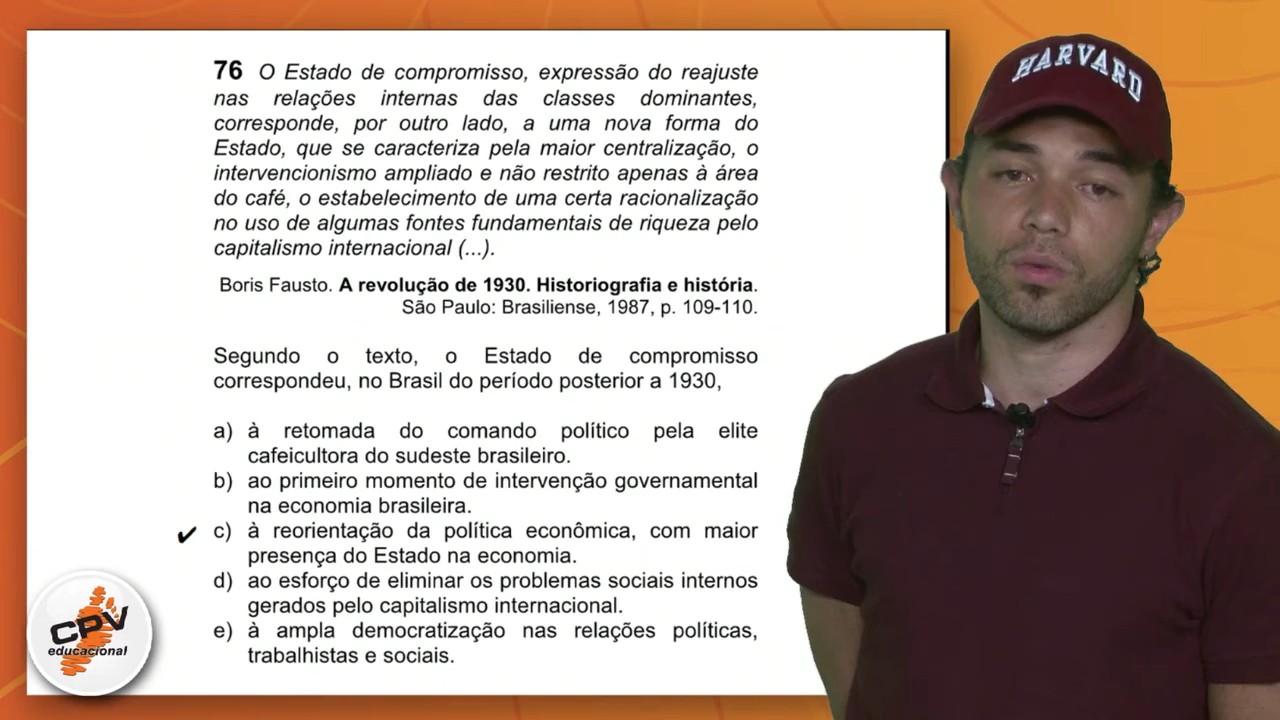 76 O Estado de compromisso, expressão do reajuste
nas relações internas das classes dominantes,
corresponde, por outro lado, a uma nova forma do
Estado, que se caracteriza pela maior centralização, o
intervencionismo ampliado e não restrito apenas à área
do café, o estabelecimento de uma certa racionalização
no uso de algumas fontes fundamentais de riqueza pelo
capitalismo internacional (...).
Boris Fausto. A revolução de 1930. Historiografia e história.
São Paulo: Brasiliense, 1987, p. 109-110.
Segundo o texto, o Estado de compromisso
correspondeu, no Brasil do período posterior a 1930,
a) à retomada do comando político pela elite
cafeicultora do sudeste brasileiro.
b) ao primeiro momento de intervenção governamental
na economia brasileira.
✔ c) à reorientação da política econômica, com maior
presença do Estado na economia.
d) ao esforço de eliminar os problemas sociais internos
gerados pelo capitalismo internacional.
e) à ampla democratização nas relações políticas,
trabalhistas e sociais.
CPV
educacional
HARVARD